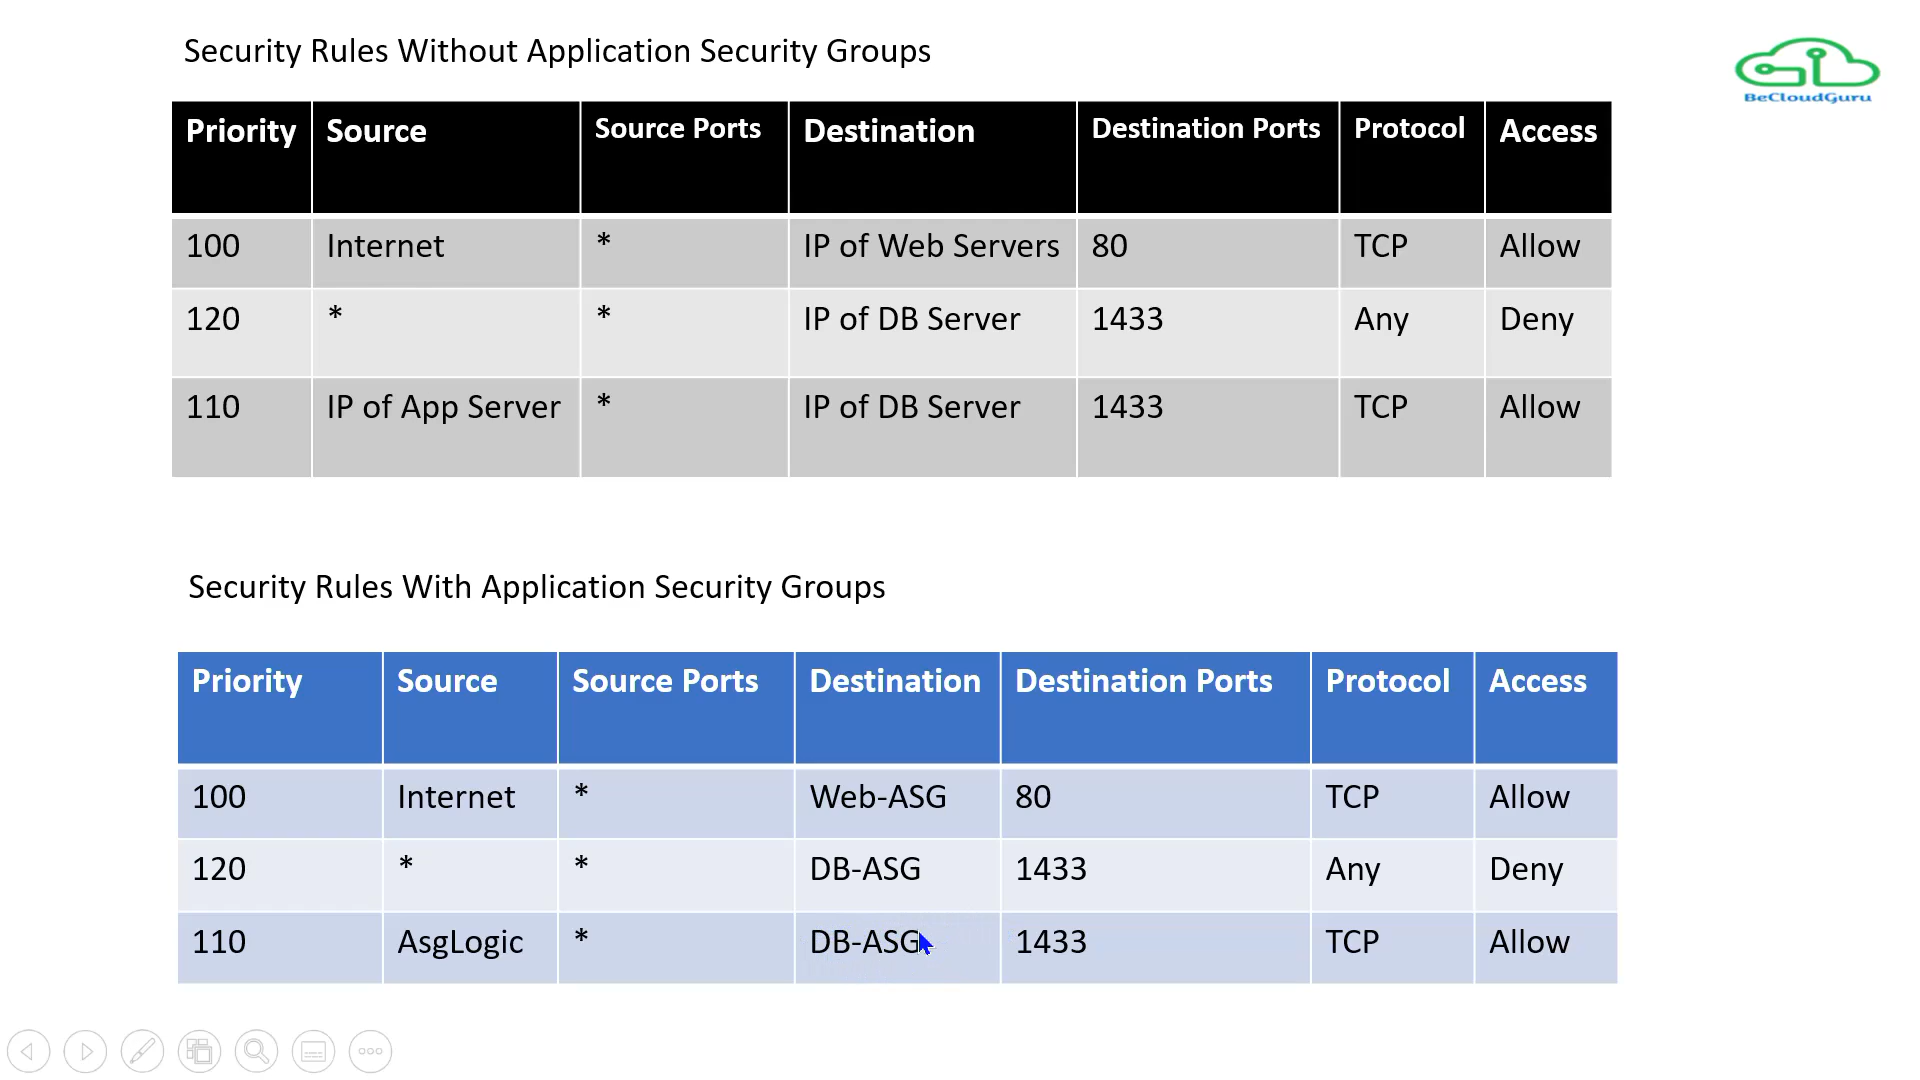 Security Rules Without Application Security Groups
BeCloudGuru
Priority Source Source Ports Destination Destination Ports Protocol Access
100 Internet * IP of Web Servers 80 TCP Allow
120 * * IP of DB Server 1433 Any Deny
110 IP of App Server * IP of DB Server 1433 TCP Allow
Security Rules With Application Security Groups
Priority Source Source Ports Destination Destination Ports Protocol Access
100 Internet * Web-ASG 80 TCP Allow
120 * * DB-ASG 1433 Any Deny
110 AsgLogic * DB-ASG 1433 TCP Allow